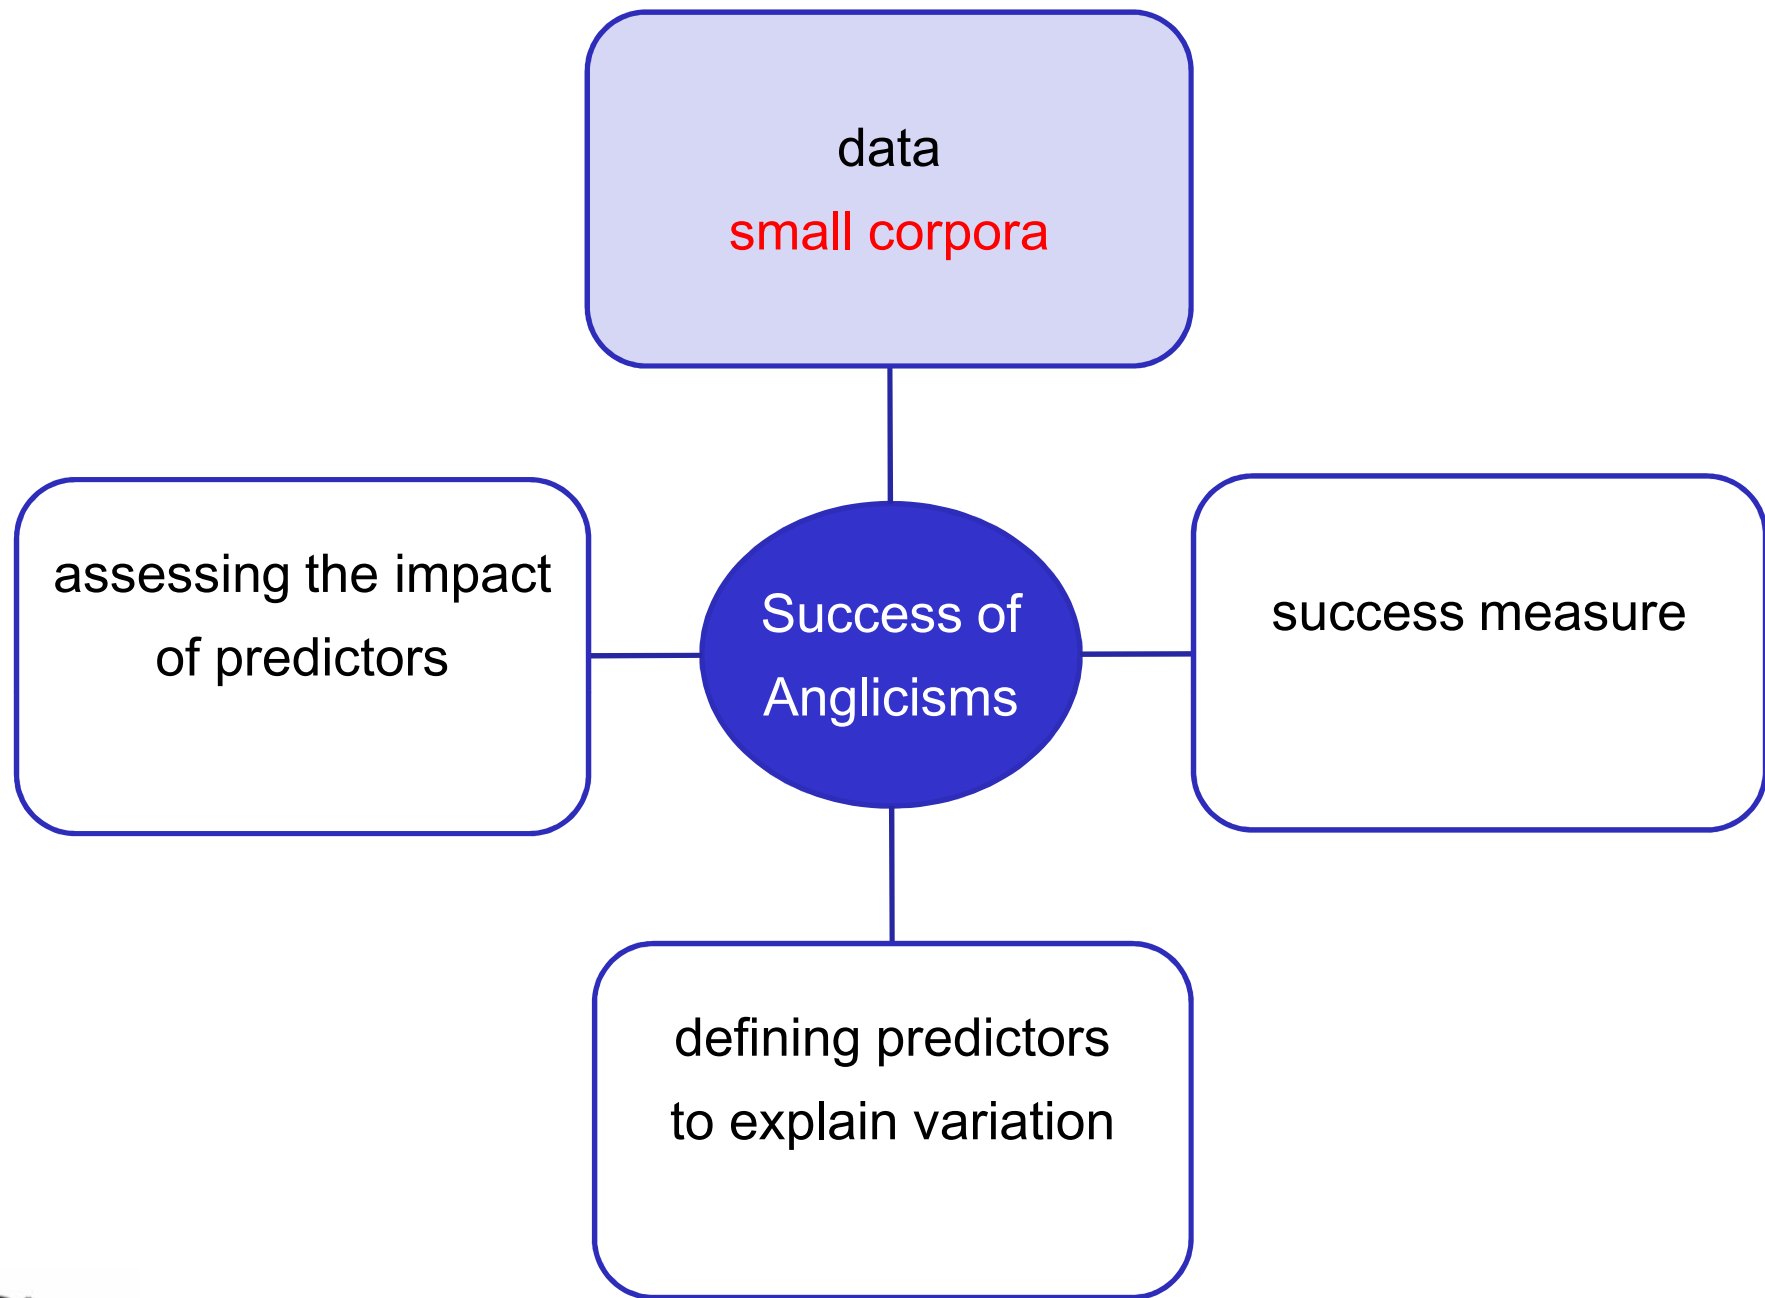 data
small corpora
assessing the impact
of predictors
Success of
Anglicisms
success measure
defining predictors
to explain variation